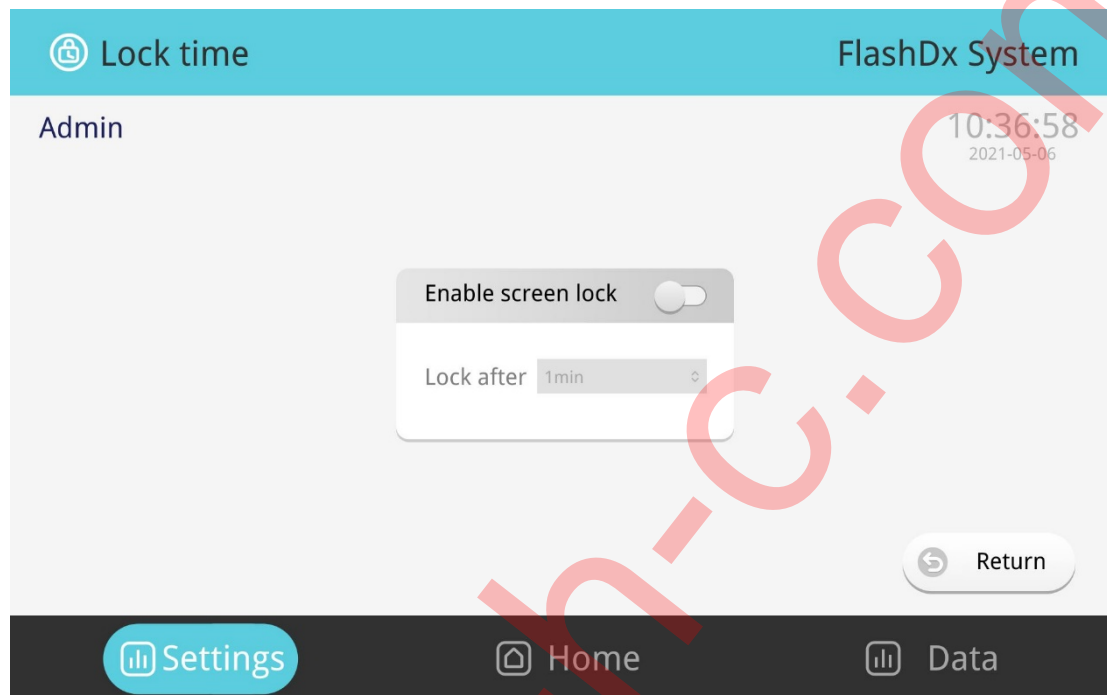 Lock time
FlashDx System
Admin
10:36:58
2021-05-06
Enable screen lock
Lock after 1min
Return
Settings
Home
Data
h-c.com